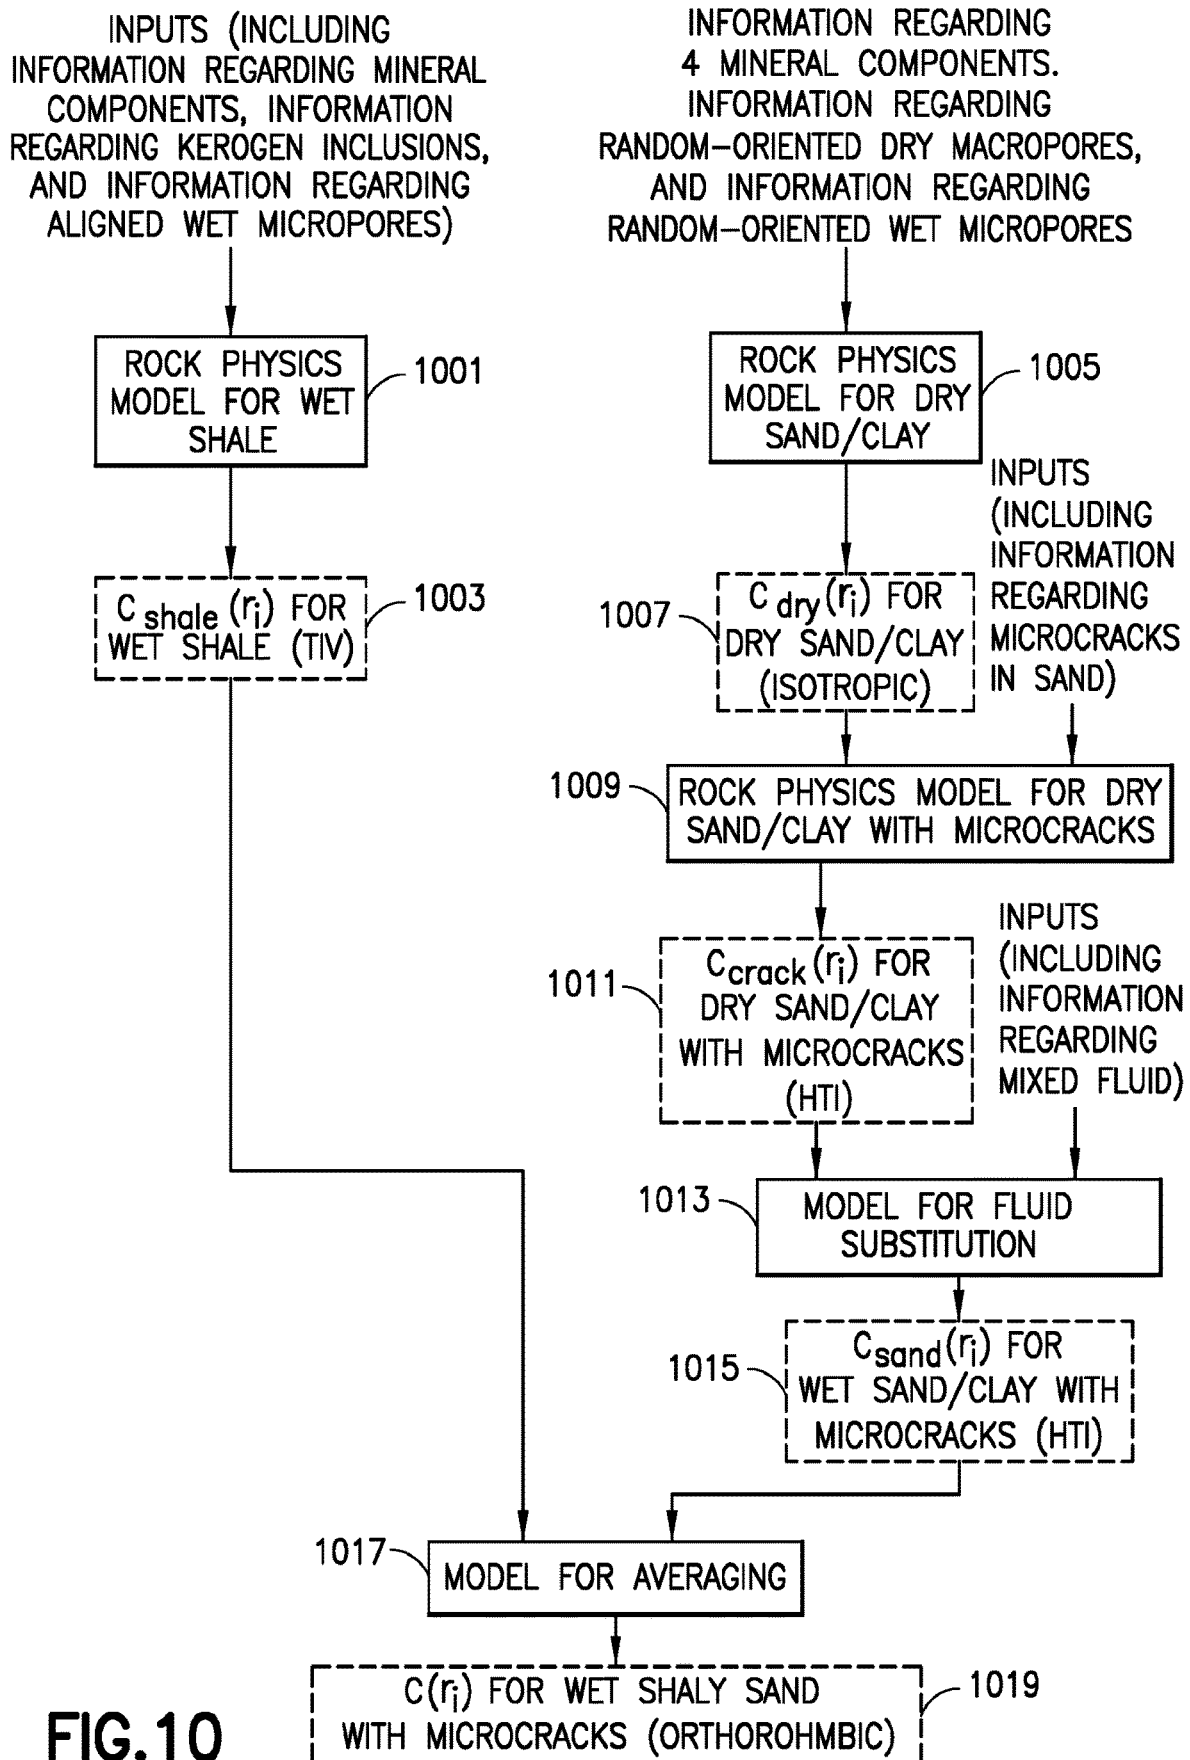 INPUTS (INCLUDING
INFORMATION REGARDING MINERAL
COMPONENTS, INFORMATION
REGARDING KEROGEN INCLUSIONS,
AND INFORMATION REGARDING
ALIGNED WET MICROPORES)
INFORMATION REGARDING
4 MINERAL COMPONENTS.
INFORMATION REGARDING
RANDOM-ORIENTED DRY MACROPORES,
AND INFORMATION REGARDING
RANDOM-ORIENTED WET MICROPORES
ROCK PHYSICS
MODEL FOR WET
SHALE
1001
ROCK PHYSICS
MODEL FOR DRY
SAND/CLAY
1005
C shale (ri) FOR
WET SHALE (TIV)
1003
1007
C dry (ri) FOR
DRY SAND/CLAY
(ISOTROPIC)
INPUTS
(INCLUDING
INFORMATION
REGARDING
MICROCRACKS
IN SAND)
1009
ROCK PHYSICS MODEL FOR DRY
SAND/CLAY WITH MICROCRACKS
1011
Ccrack (ri) FOR
DRY SAND/CLAY
WITH MICROCRACKS
(HTI)
INPUTS
(INCLUDING
INFORMATION
REGARDING
MIXED FLUID)
1013
MODEL FOR FLUID
SUBSTITUTION
1015
Csand (ri) FOR
WET SAND/CLAY WITH
MICROCRACKS (HTI)
1017
MODEL FOR AVERAGING
C(ri) FOR WET SHALY SAND
WITH MICROCRACKS (ORTHOROHMBIC)
1019
FIG.10